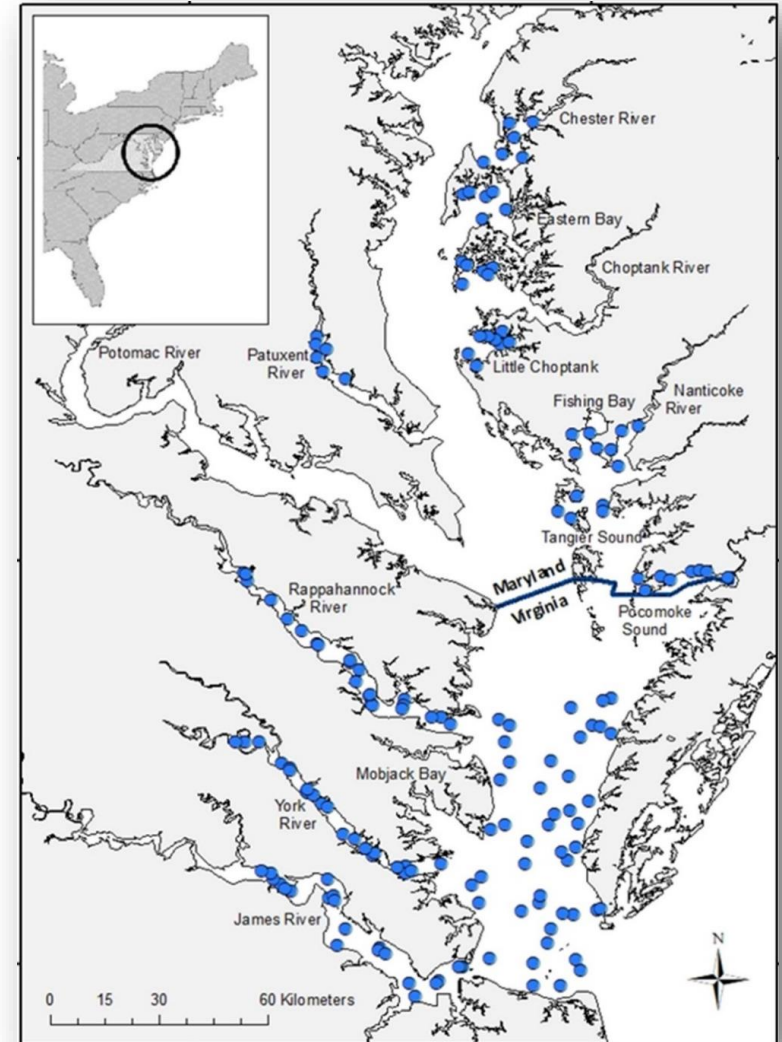 Chester River
Eastern Bay
Choptank River
Potomac River
Patuxent
River
Little Choptank
Fishing Bay
Nanticoke
River
Tangier Sound
Maryland
Virginia
Rappahannock
River
Pocomoke
Sound
Mobjack Bay
York
River
James River
N
0 15 30 60 Kilometers